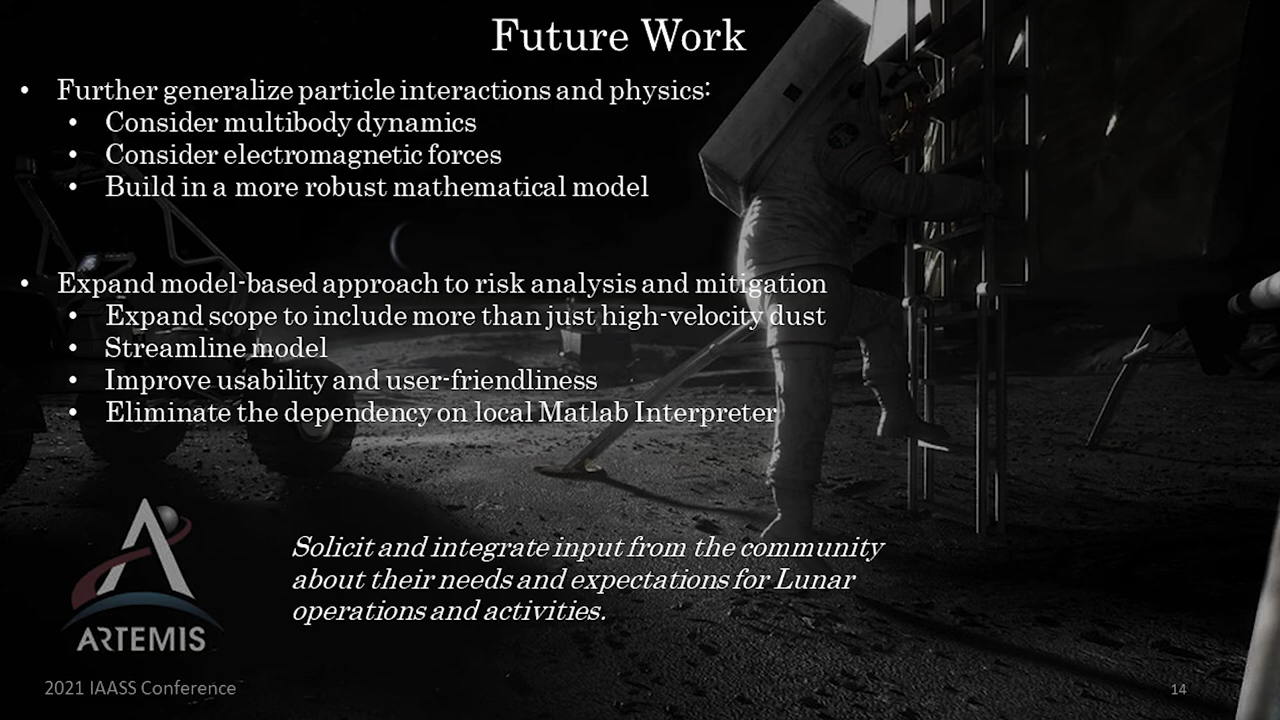 Future Work
• Further generalize particle interactions and physics:
• Consider multibody dynamics
• Consider electromagnetic forces
• Build in a more robust mathematical model
• Expand model-based approach to risk analysis and mitigation
• Expand scope to include more than just high-velocity dust
• Streamline model
• Improve usability and user-friendliness
• Eliminate the dependency on local Matlab Interpreter
Solicit and integrate input from the community
about their needs and expectations for Lunar
operations and activities.
ARTEMIS
2021 IAASS Conference
14